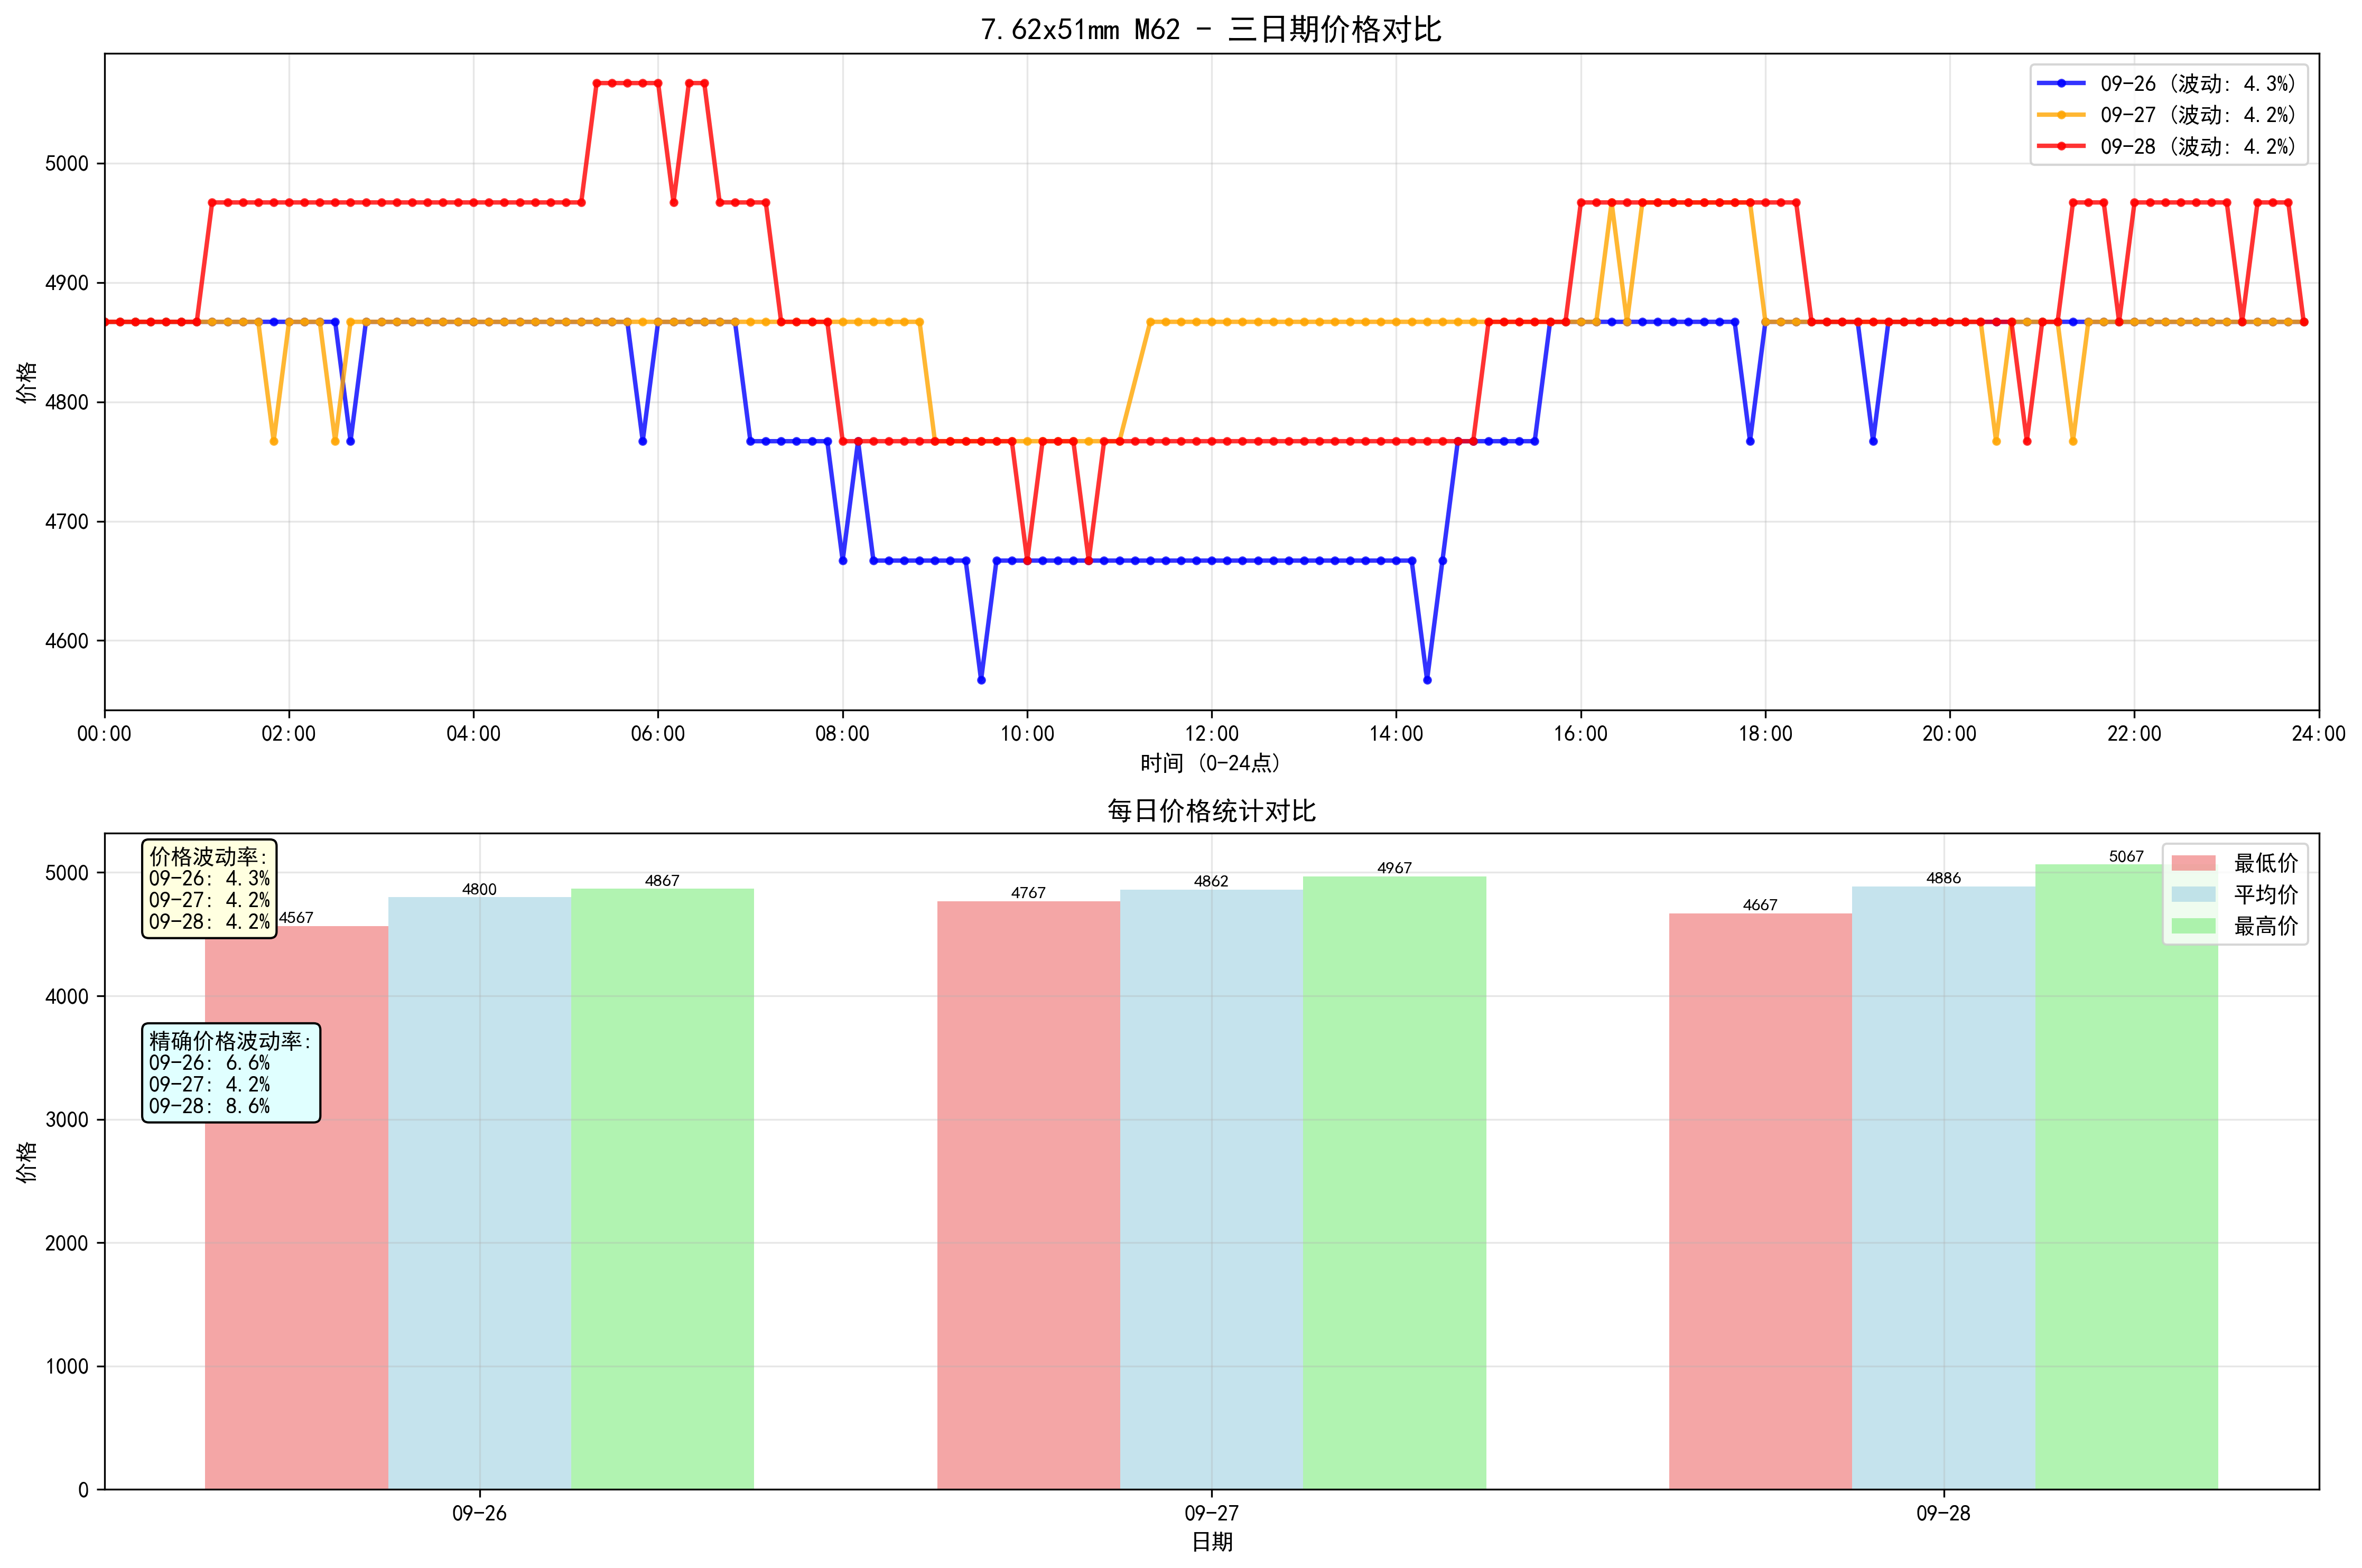 7.62x51mm M62 - 三日期价格对比
09-26 (波动: 4.3%)
09-27 (波动: 4.2%)
09-28 (波动: 4.2%)
5000
4900
4800
4700
4600
价格
00:00 02:00 04:00 06:00 08:00 10:00 12:00 14:00 16:00 18:00 20:00 22:00 24:00
时间 (0-24点)
每日价格统计对比
价格波动率:
09-26: 4.3%
09-27: 4.2%
09-28: 4.2%
精确价格波动率:
09-26: 6.6%
09-27: 4.2%
09-28: 8.6%
最低价
平均价
最高价
4567 4800 4867 4767 4862 4967 4667 4886 5067
5000
4000
3000
2000
1000
0
价格
09-26 09-27 09-28
日期